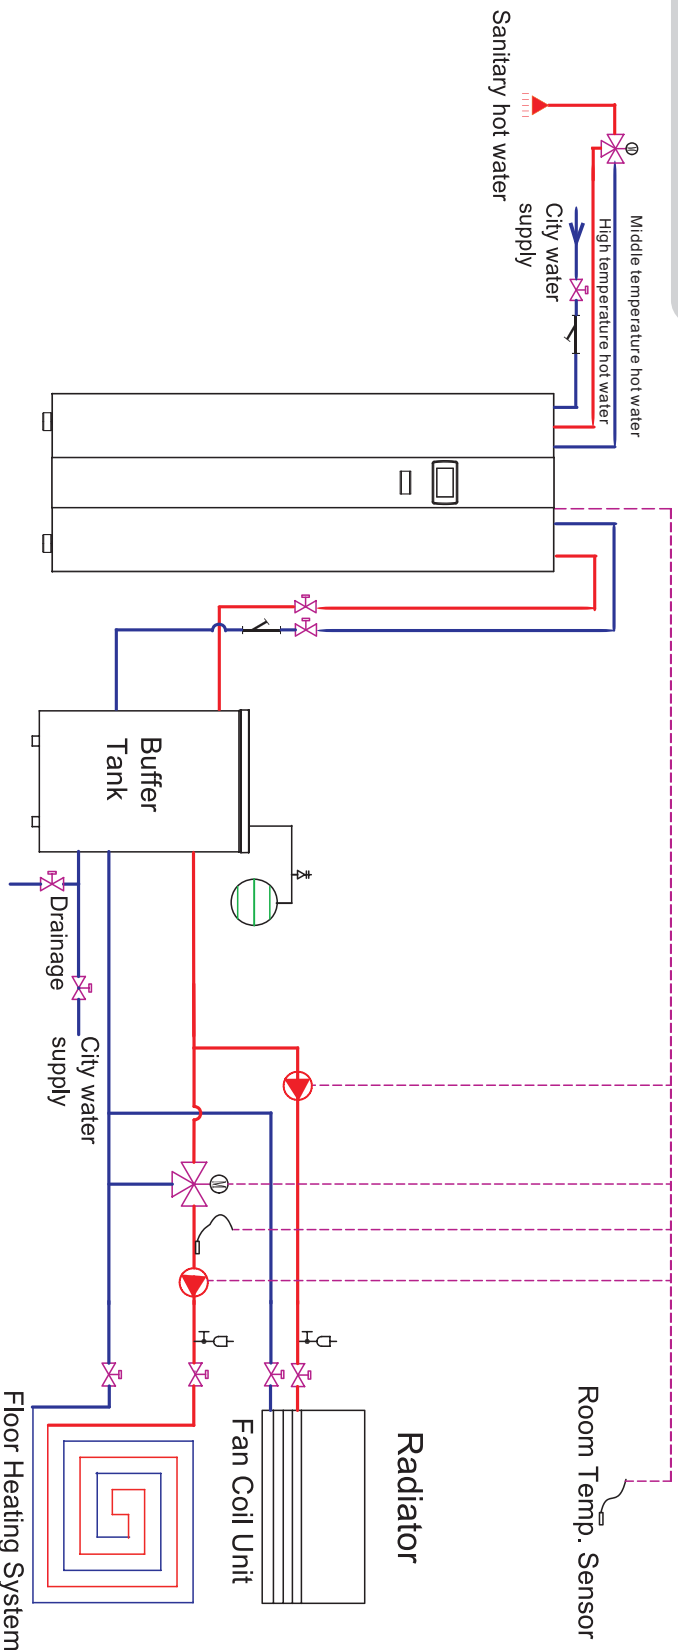 Sanitary hot water
City water
supply
Middle temperature hot water
High temperature hot water
Buffer
Tank
Drainage
City water
supply
Radiator
Fan Coil Unit
Floor Heating System
Room Temp. Sensor
M
M